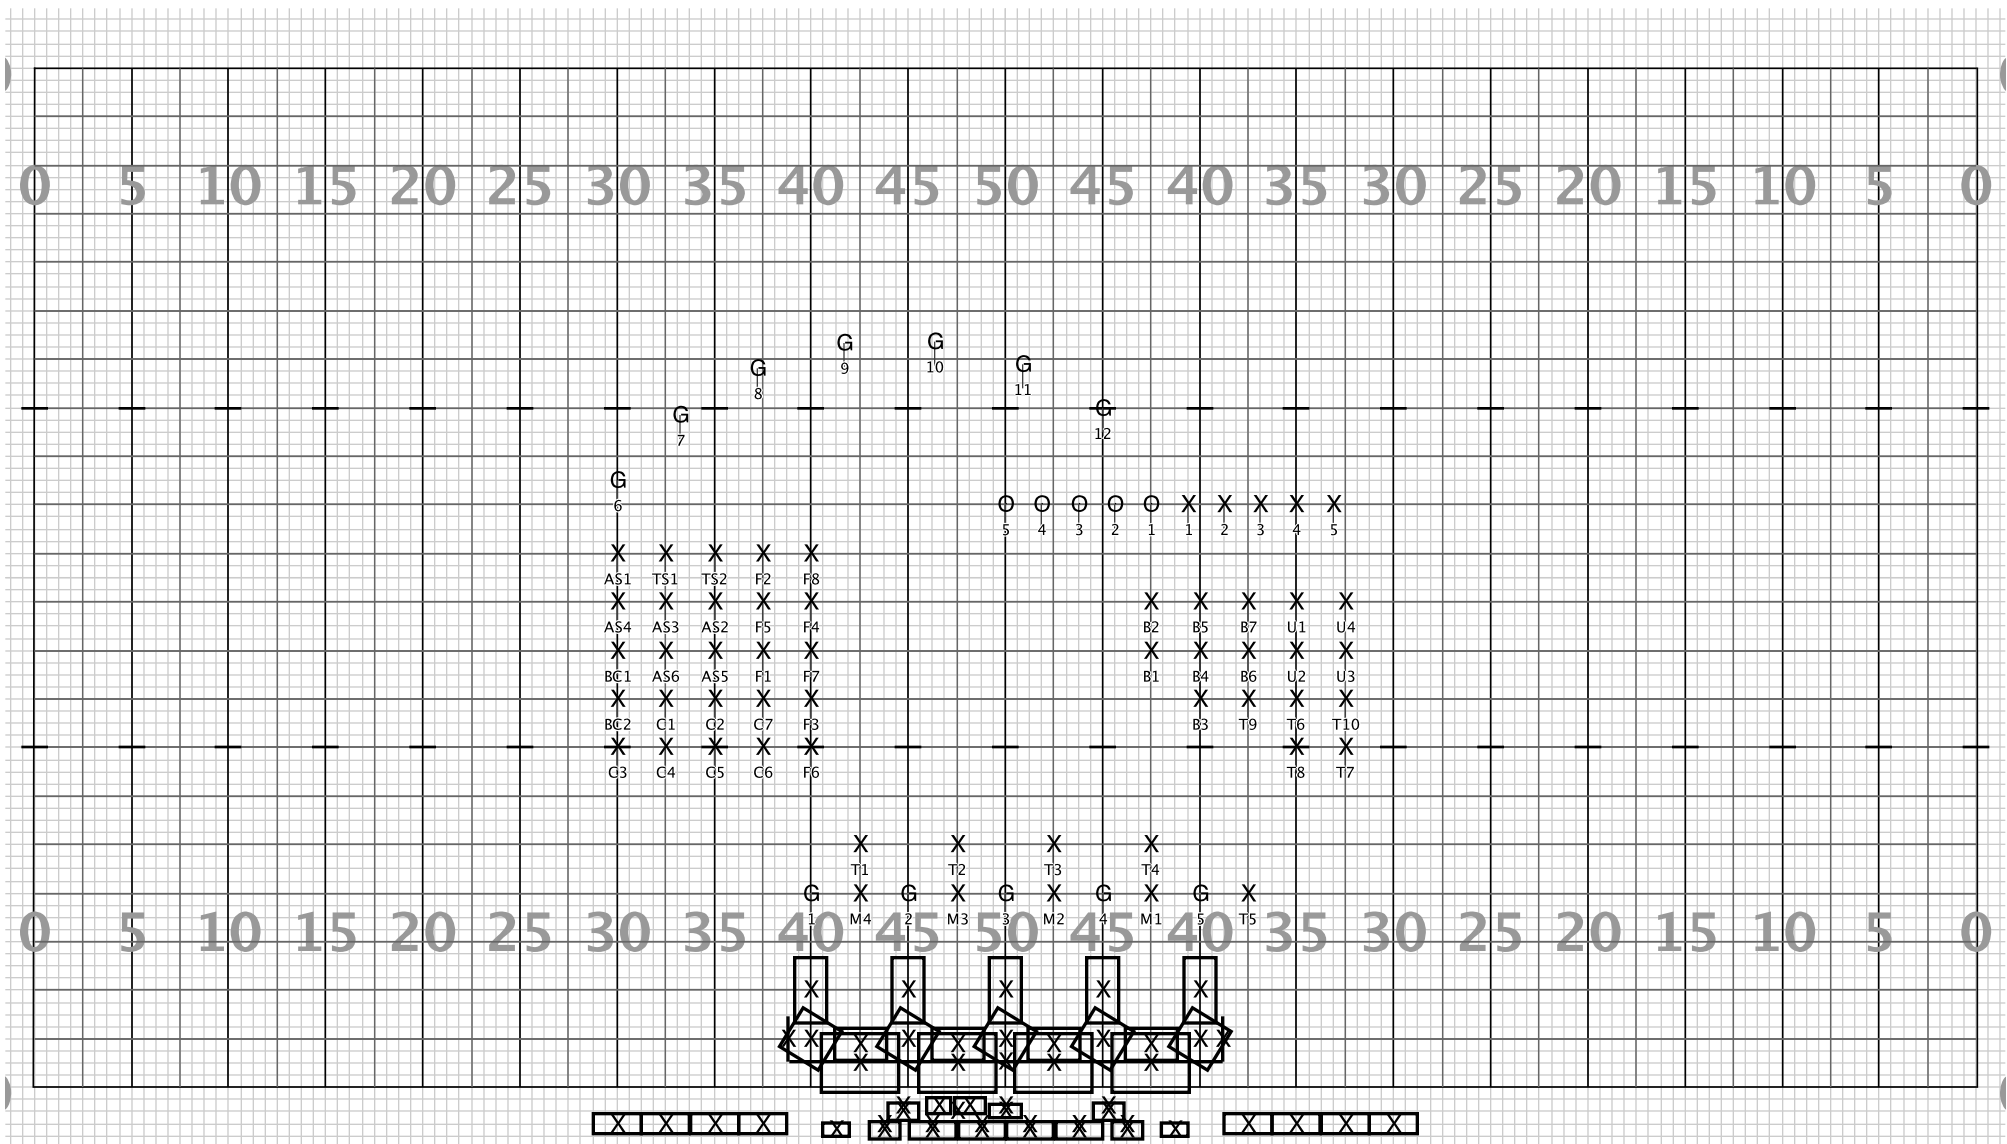 0 5 10 15 20 25 30 35 40 45 50 45 40 35 30 25 20 15 10 5 0
G G
9 10
G G
8 11
G G
7 12
G
6
O O O O O X X X X X
5 4 3 2 1 1 2 3 4 5
X X X X X
AS1 TS1 TS2 F2 F8
X X X X X X X X X X
AS4 AS3 AS2 F5 F4 B2 B5 B7 U1 U4
X X X X X X X X X X
BC1 AS6 AS5 F1 F7 B1 B4 B6 U2 U3
X X X X X X X X X
BC2 C1 C2 C7 F3 B3 T9 T6 T10
X X X X X X X
C3 C4 C5 C6 F6 T8 T7
X X X X
T1 T2 T3 T4
G X G X G X G X G X
1 M4 2 M3 3 M2 4 M1 5 T5
0 5 10 15 20 25 30 35 40 45 50 45 40 35 30 25 20 15 10 5 0
X X X X X
X X X X X X X X X X X
X X X X X
X X X X X X
X X X X X X X X X X X X X X X X